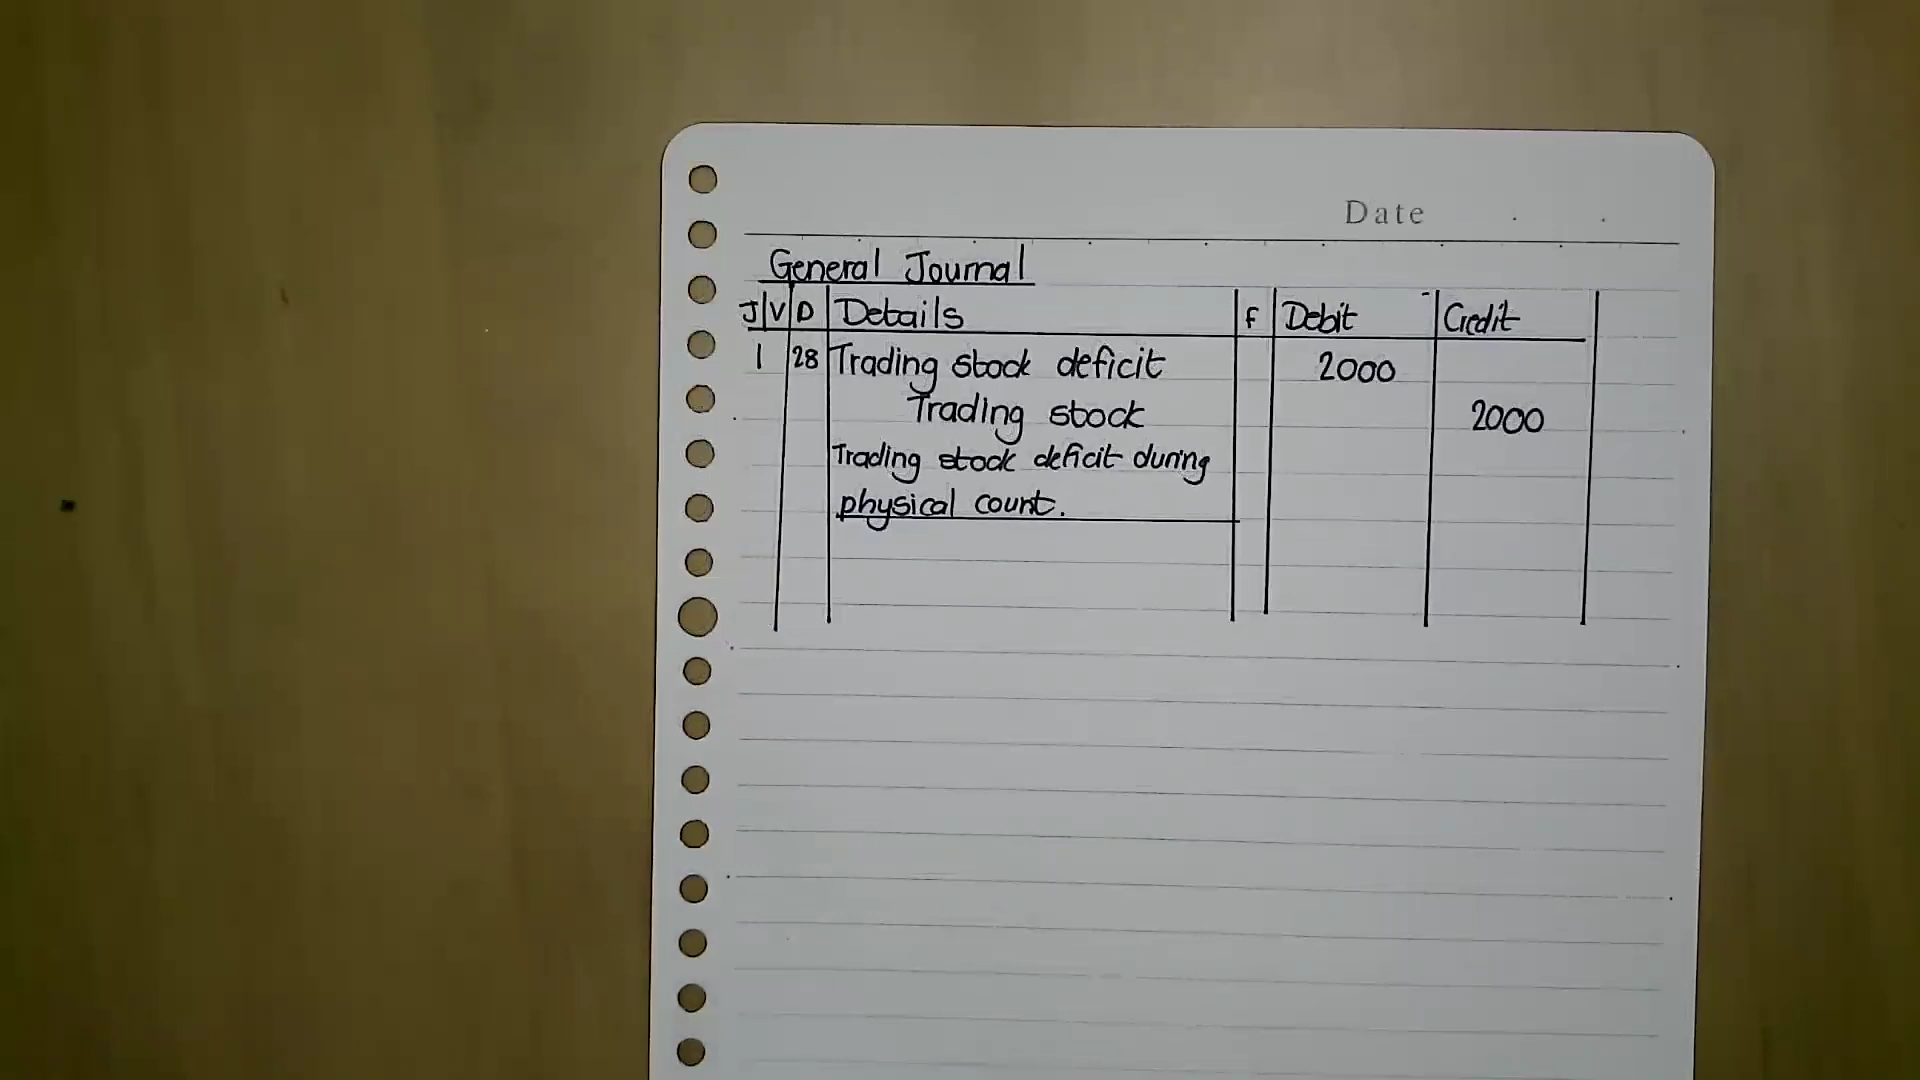 Date
General Journal
J V D Details F Debit Credit
1 28 Trading stock deficit 2000
Trading stock 2000
Trading stock deficit during
physical count.